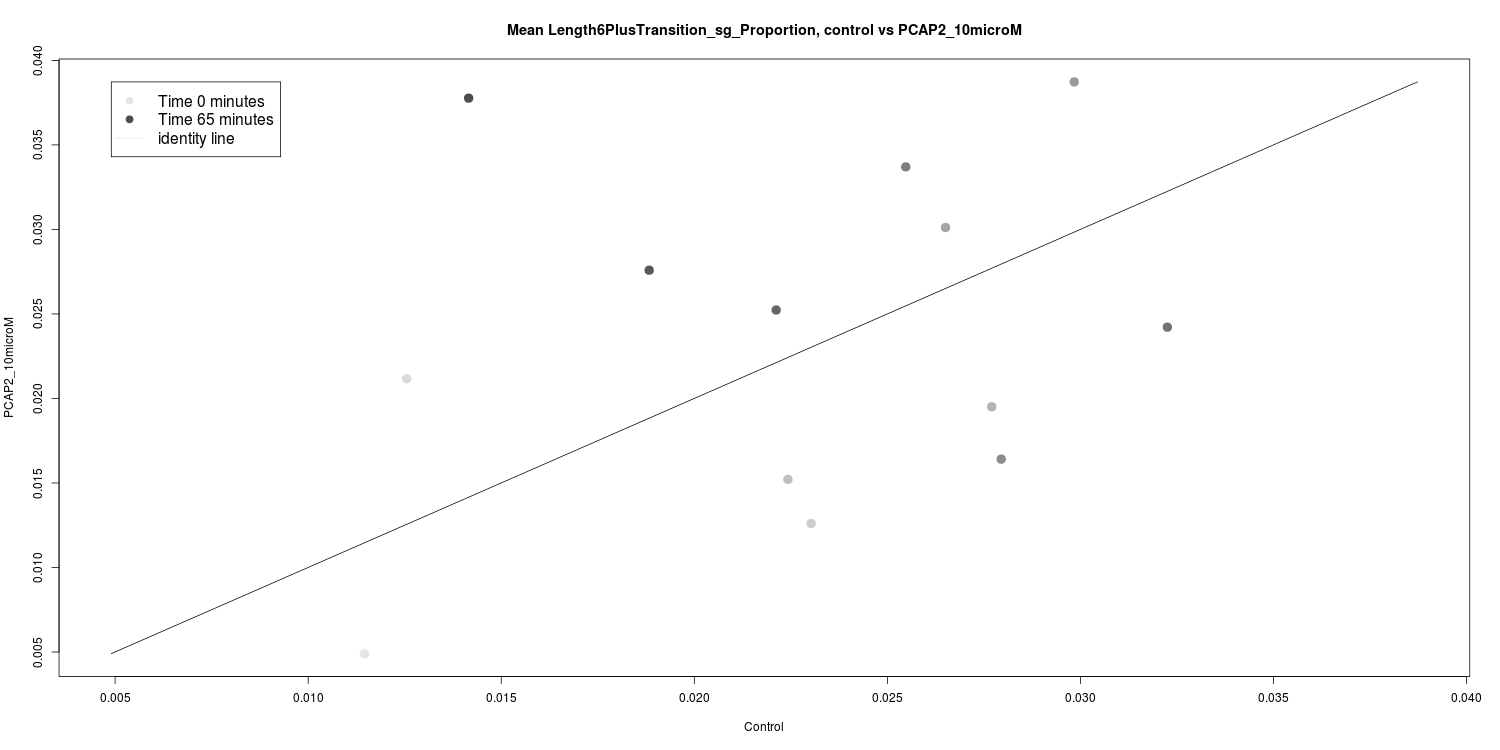 Mean Length6PlusTransition_sg_Proportion, control vs PCAP2_10microM
Time 0 minutes
Time 65 minutes
identity line
0.040
0.035
0.030
0.025
0.020
0.015
0.010
0.005
PCAP2_10microM
0.005 0.010 0.015 0.020 0.025 0.030 0.035 0.040
Control